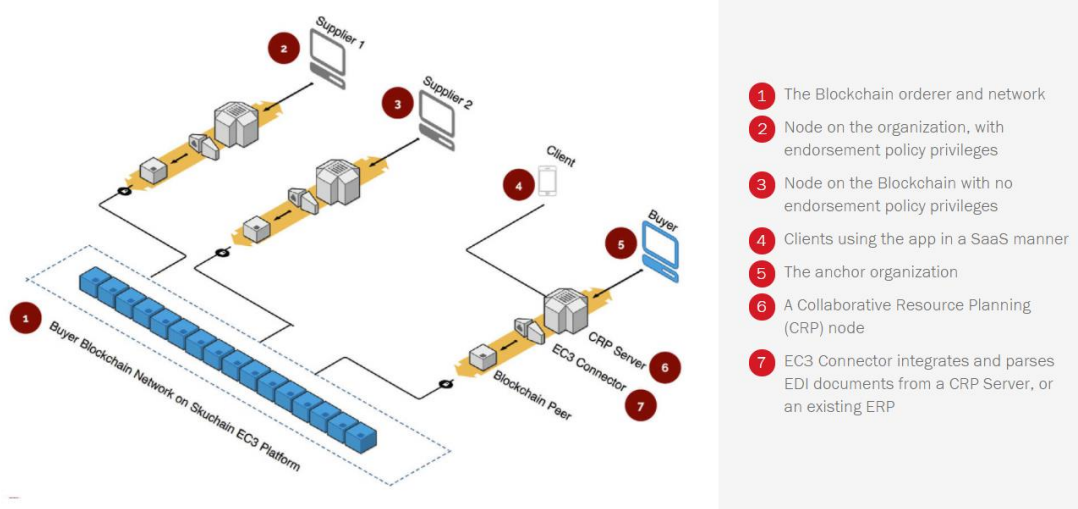 Supplier 1
2
Supplier 2
3
Client
4
Buyer
5
1
Buyer Blockchain Network on Skuchain EC3 Platform
CRP Server
6
EC3 Connector
7
Blockchain Peer
1 The Blockchain orderer and network
2 Node on the organization, with
endorsement policy privileges
3 Node on the Blockchain with no
endorsement policy privileges
4 Clients using the app in a SaaS manner
5 The anchor organization
6 A Collaborative Resource Planning
(CRP) node
7 EC3 Connector integrates and parses
EDI documents from a CRP Server, or
an existing ERP